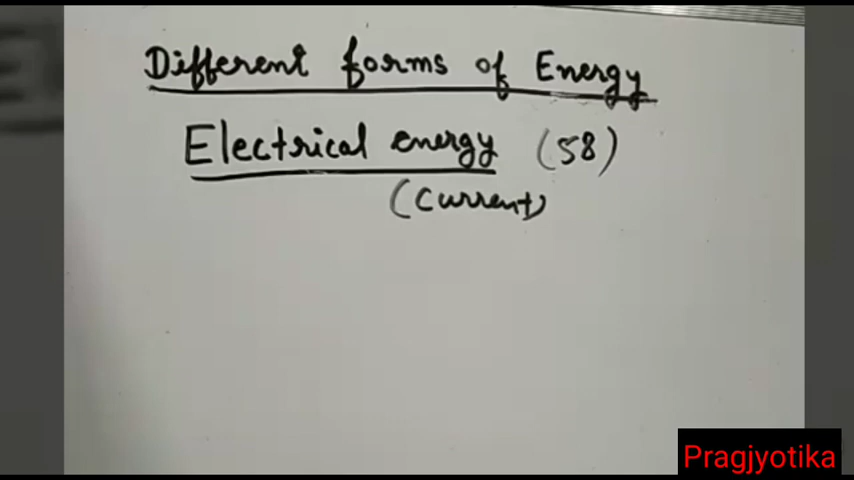 Different forms of Energy
Electrical energy (58)
(Current)
Pragjyotika